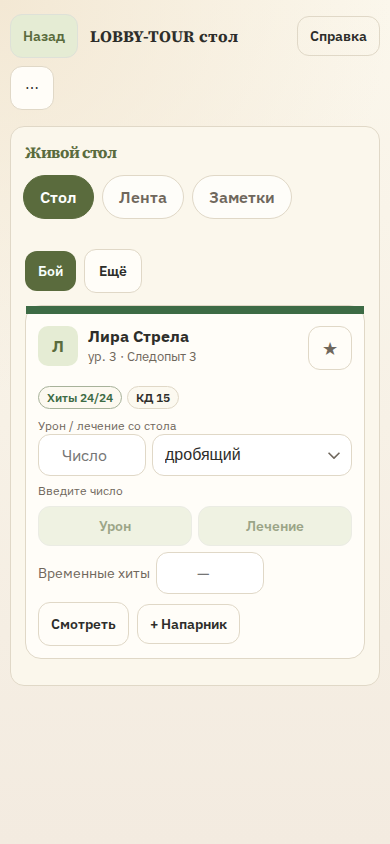 Назад LOBBY-TOUR стол Справка
...
Живой стол
Стол Лента Заметки
Бой Ещё
Л Лира Стрела ★
ур. 3 · Следопыт 3
Хиты 24/24 КД 15
Урон / лечение со стола
Число дробящий
Введите число
Урон Лечение
Временные хиты —
Смотреть + Напарник